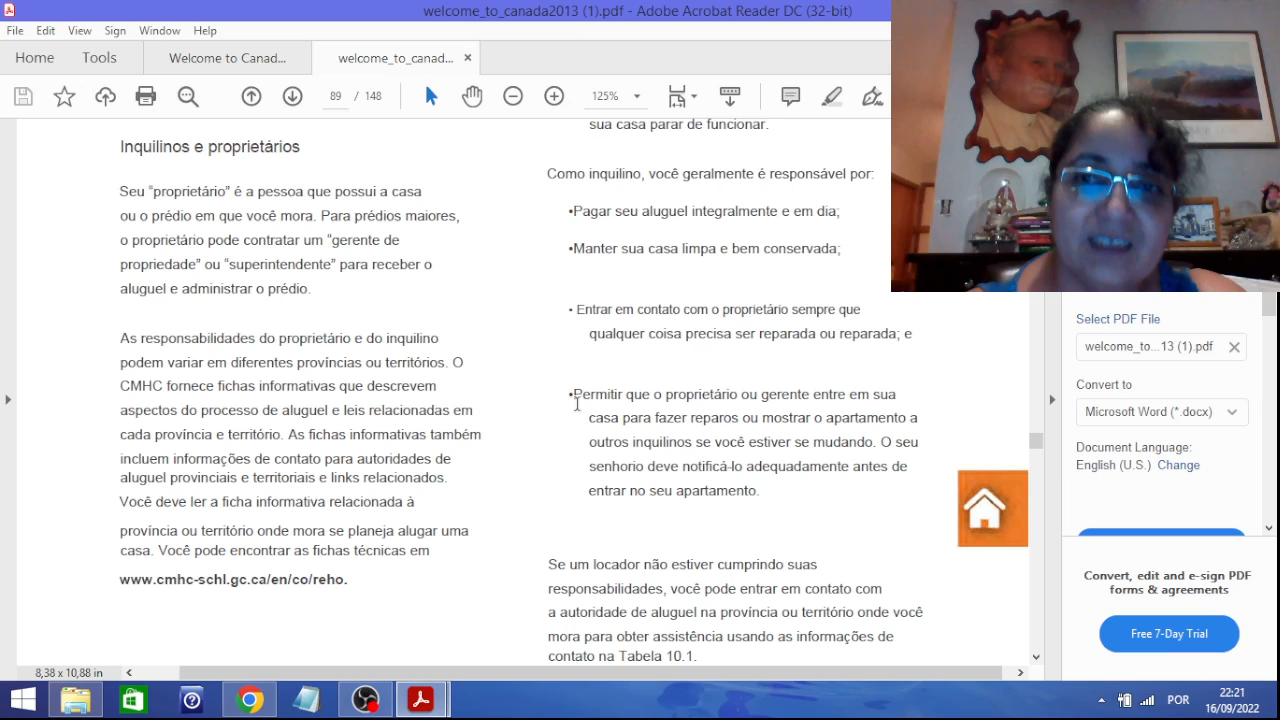 welcome_to_canada2013 (1).pdf - Adobe Acrobat Reader DC (32-bit)
File Edit View Sign Window Help
Home Tools Welcome to Canad... welcome_to_canad... ×
89 / 148 125%
Inquilinos e proprietários
Seu “proprietário” é a pessoa que possui a casa
ou o prédio em que você mora. Para prédios maiores,
o proprietário pode contratar um “gerente de
propriedade” ou “superintendente” para receber o
aluguel e administrar o prédio.
As responsabilidades do proprietário e do inquilino
podem variar em diferentes províncias ou territórios. O
CMHC fornece fichas informativas que descrevem
aspectos do processo de aluguel e leis relacionadas em
cada província e território. As fichas informativas também
incluem informações de contato para autoridades de
aluguel provinciais e territoriais e links relacionados.
Você deve ler a ficha informativa relacionada à
província ou território onde mora se planeja alugar uma
casa. Você pode encontrar as fichas técnicas em
www.cmhc-schl.gc.ca/en/co/reho.
sua casa parar de funcionar.
Como inquilino, você geralmente é responsável por:
•Pagar seu aluguel integralmente e em dia;
•Manter sua casa limpa e bem conservada;
• Entrar em contato com o proprietário sempre que
qualquer coisa precisa ser reparada ou reparada; e
•Permitir que o proprietário ou gerente entre em sua
casa para fazer reparos ou mostrar o apartamento a
outros inquilinos se você estiver se mudando. O seu
senhorio deve notificá-lo adequadamente antes de
entrar no seu apartamento.
Se um locador não estiver cumprindo suas
responsabilidades, você pode entrar em contato com
a autoridade de aluguel na província ou território onde você
mora para obter assistência usando as informações de
contato na Tabela 10.1.
Select PDF File
welcome_to...13 (1).pdf
Convert to
Microsoft Word (*.docx)
Document Language:
English (U.S.) Change
Convert, edit and e-sign PDF
forms & agreements
Free 7-Day Trial
8,38 x 10,88 in
POR
22:21
16/09/2022